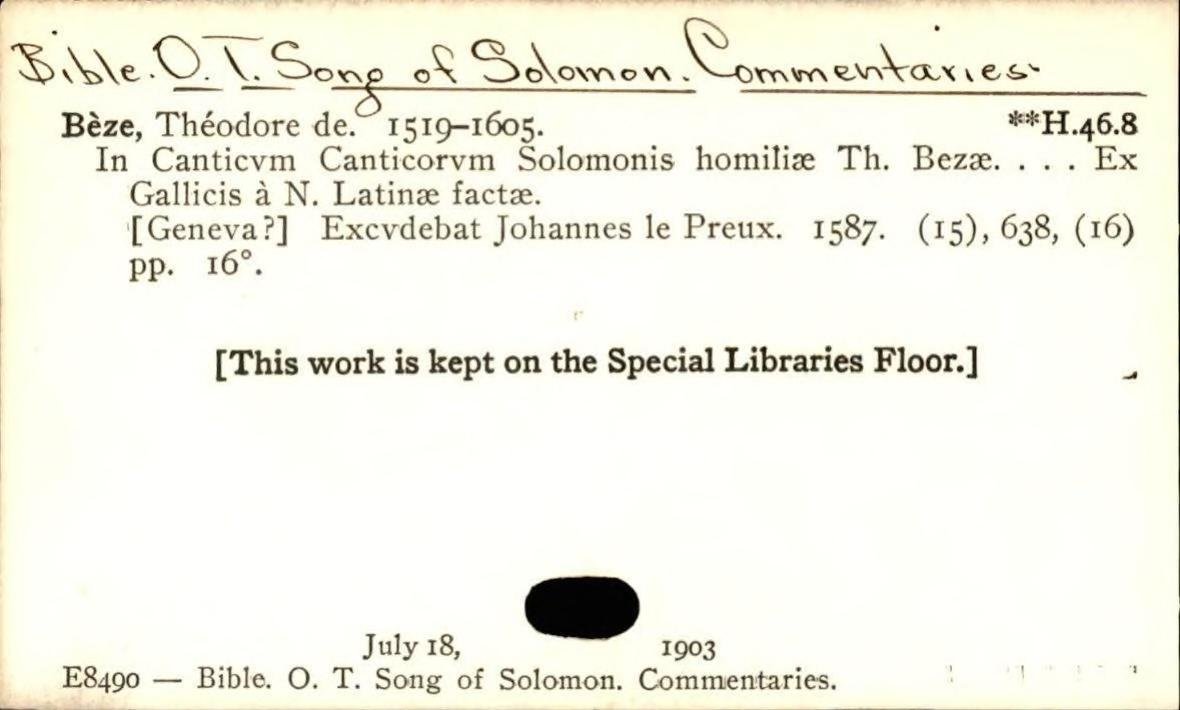 Bible. O. T. Song of Solomon. Commentaries.
Bèze, Théodore de. 1519-1605. **H.46.8
In Canticvm Canticorvm Solomonis homiliæ Th. Bezæ. . . . Ex
Gallicis à N. Latinæ factæ.
[Geneva?] Excvdebat Johannes le Preux. 1587. (15), 638, (16)
pp. 16°.
[This work is kept on the Special Libraries Floor.]
July 18, 1903
E8490 — Bible. O. T. Song of Solomon. Commentaries.